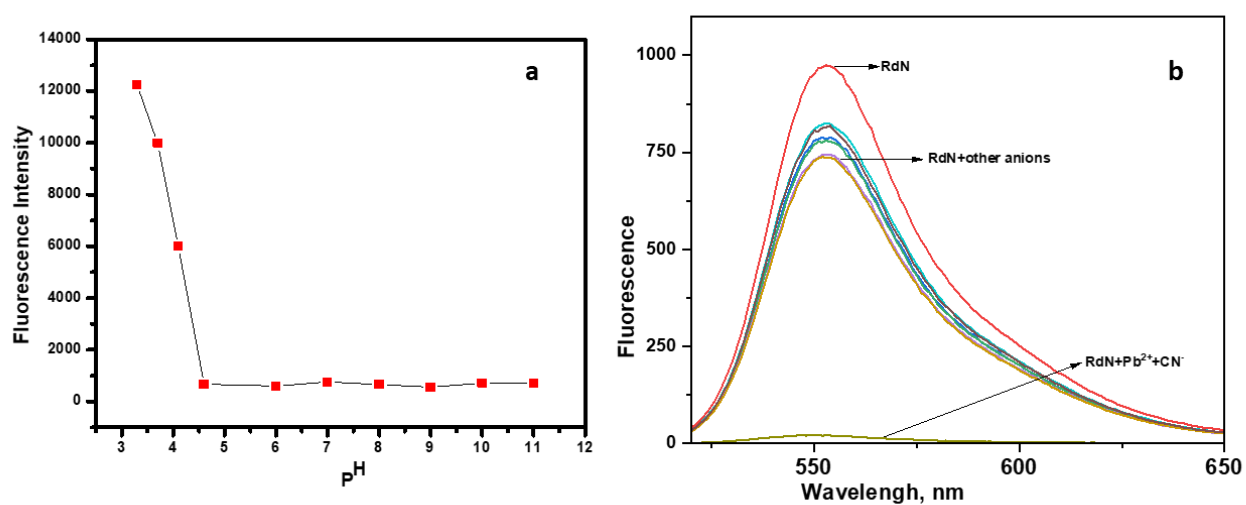 a
14000
12000
10000
8000
6000
4000
2000
0
Fluorescence Intensity
3 4 5 6 7 8 9 10 11 12
P^H
b
1000
750
500
250
0
Fluorescence
RdN
RdN+other anions
RdN+Pb²⁺+CN⁻
550 600 650
Wavelengh, nm